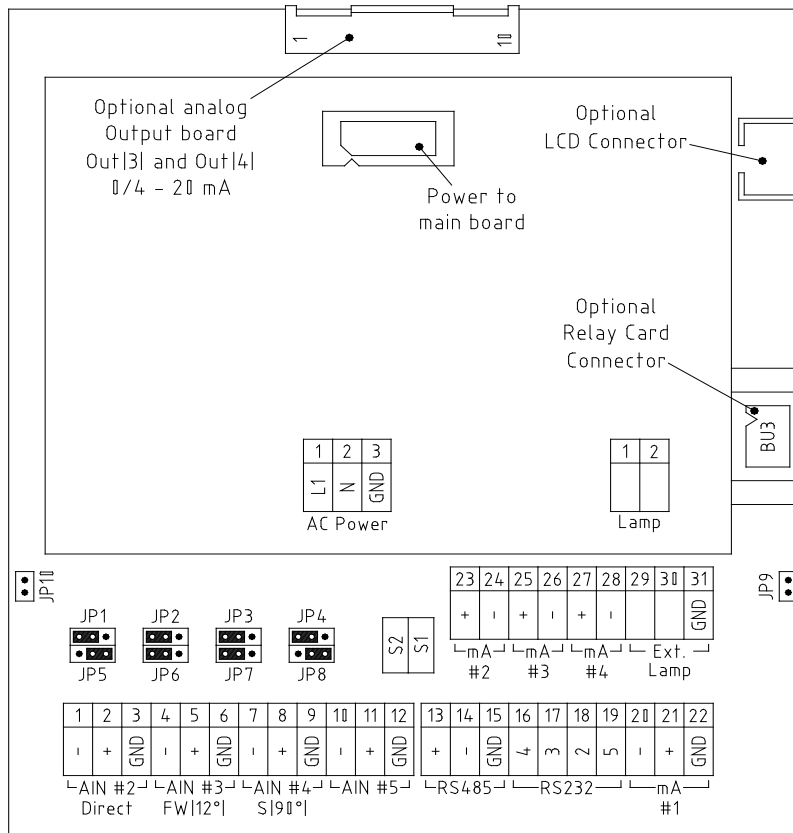 1 10
Optional analog
Output board
Out|3| and Out|4|
0/4 - 20 mA
Power to
main board
Optional
LCD Connector
Optional
Relay Card
Connector
BU3
1 2 3
L1 N GND
AC Power
1 2
Lamp
JP10
JP9
JP1 JP2 JP3 JP4
JP5 JP6 JP7 JP8
S2 S1
23 24 25 26 27 28 29 30 31
+ - + - + - GND
mA mA mA Ext.
#2 #3 #4 Lamp
1 2 3 4 5 6 7 8 9 10 11 12
- + GND - + GND - + GND - + GND
AIN #2 AIN #3 AIN #4 AIN #5
Direct FW|12°| S|90°|
13 14 15 16 17 18 19 20 21 22
+ - GND 4 3 2 5 - + GND
RS485 RS232 mA
#1